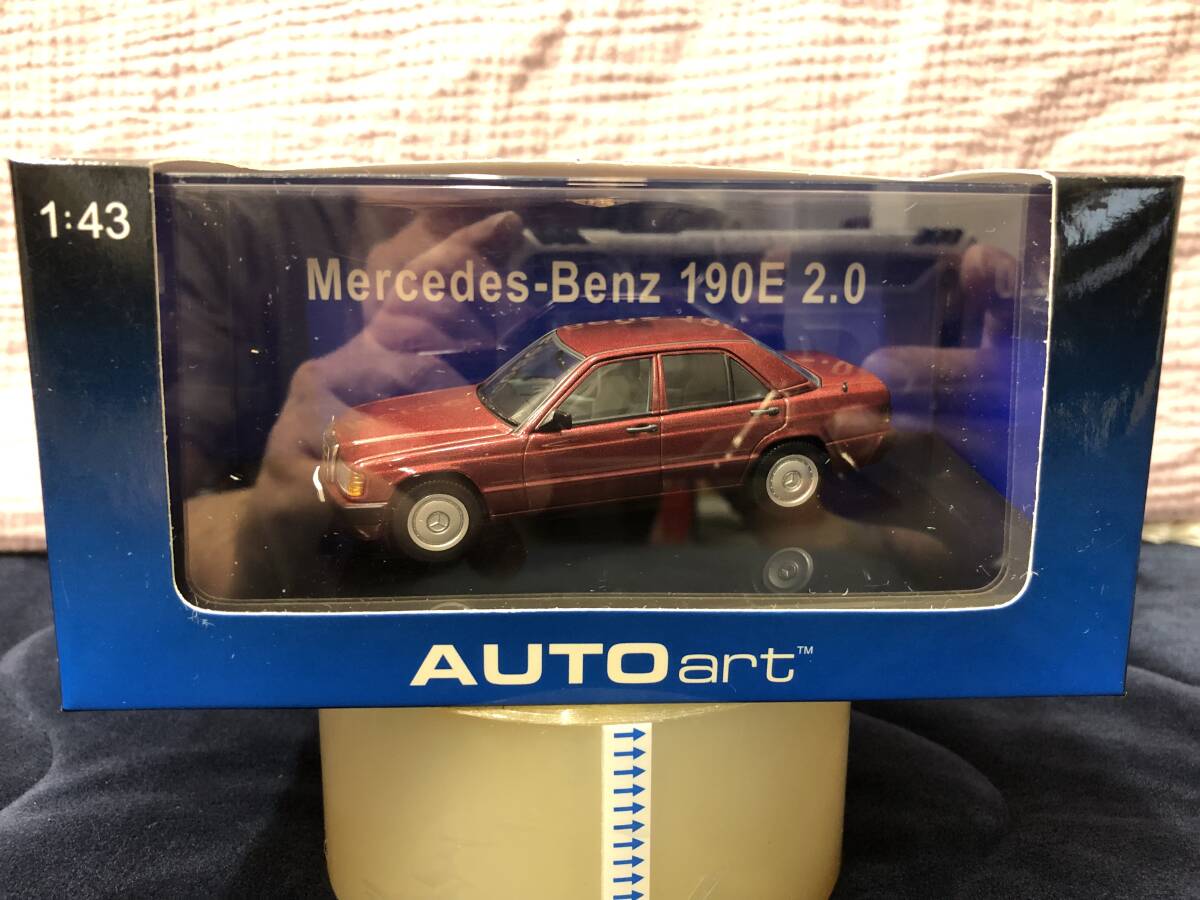 1:43
Mercedes-Benz 190E 2.0
AUTOart™